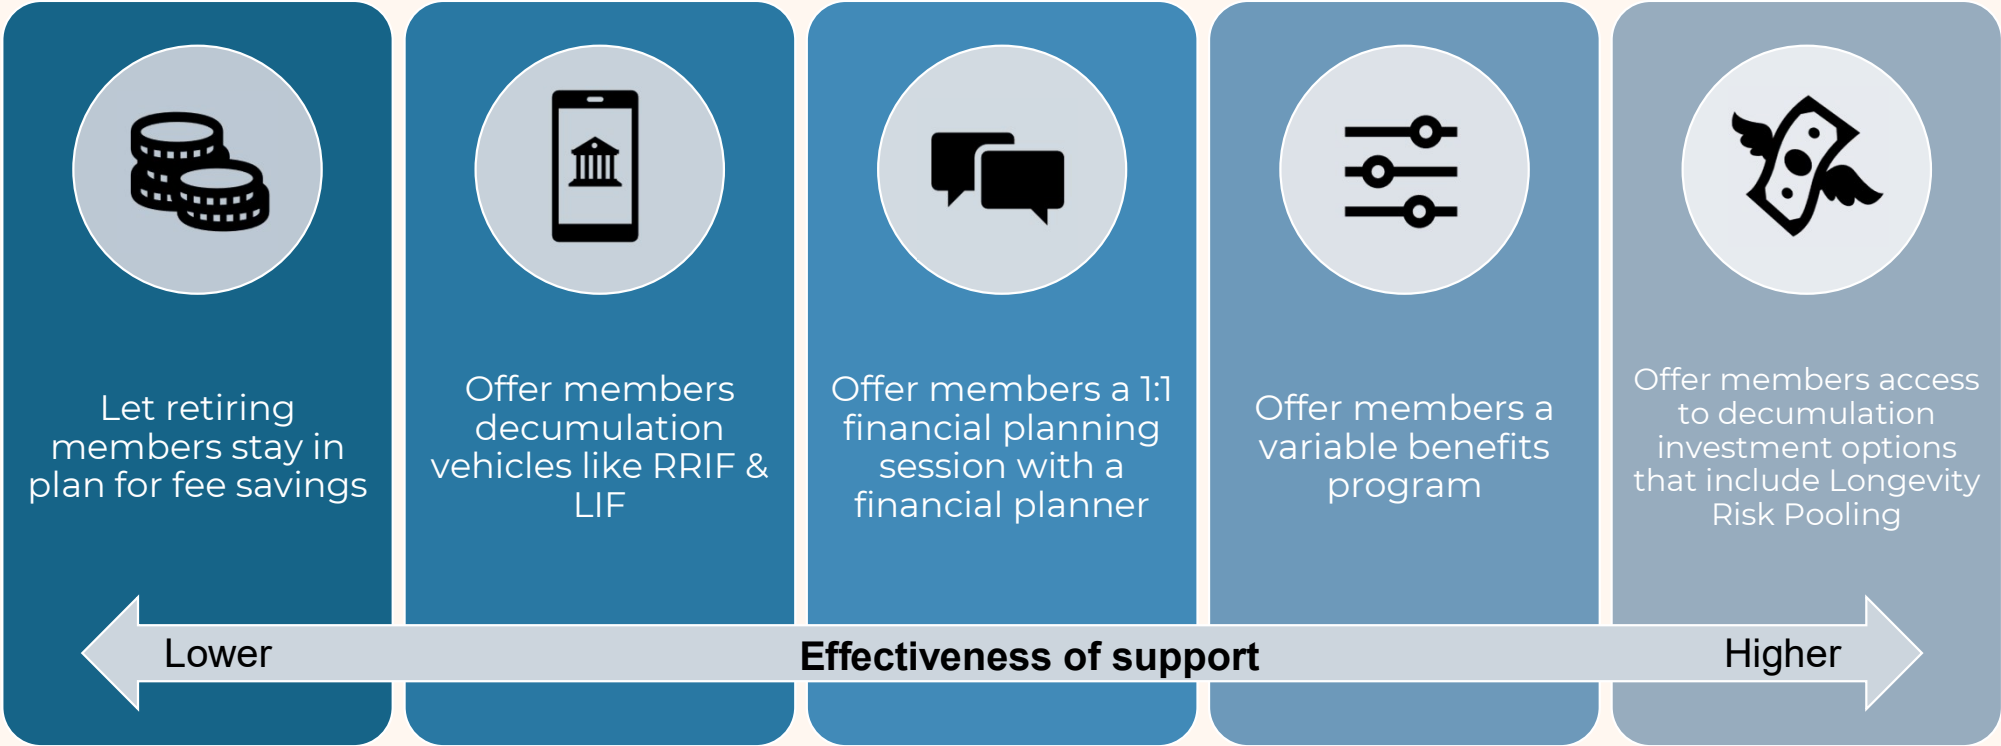 Let retiring
members stay in
plan for fee savings
Offer members
decumulation
vehicles like RRIF &
LIF
Offer members a 1:1
financial planning
session with a
financial planner
Offer members a
variable benefits
program
Offer members access
to decumulation
investment options
that include Longevity
Risk Pooling
Lower
Effectiveness of support
Higher